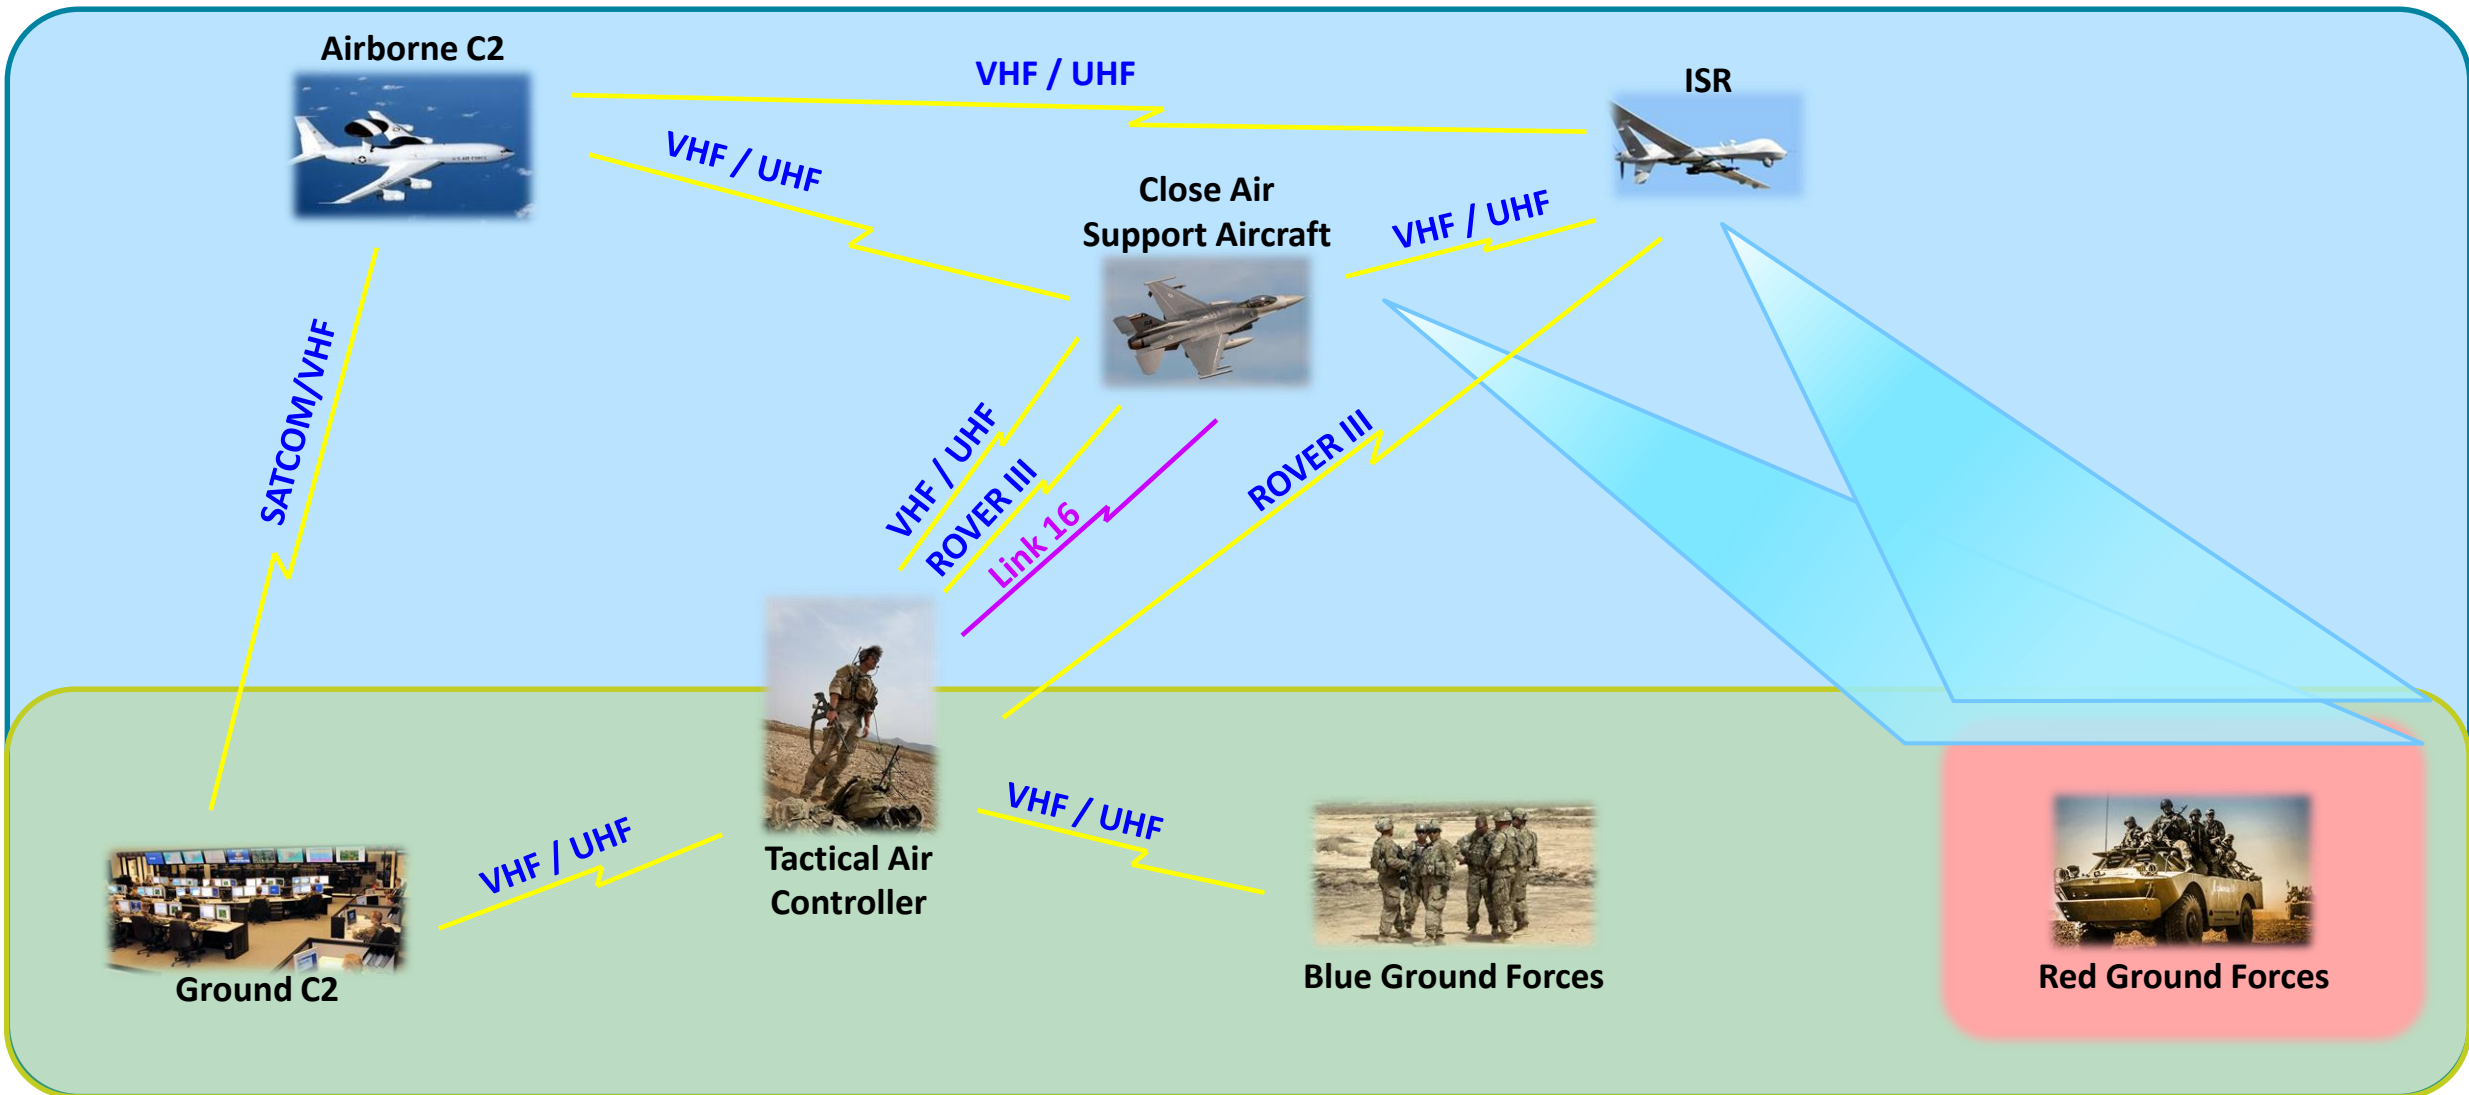 Airborne C2
VHF / UHF
ISR
VHF / UHF
Close Air
Support Aircraft
VHF / UHF
SATCOM/VHF
VHF / UHF
ROVER III
Link 16
ROVER III
VHF / UHF
Tactical Air
Controller
VHF / UHF
Ground C2
Blue Ground Forces
Red Ground Forces